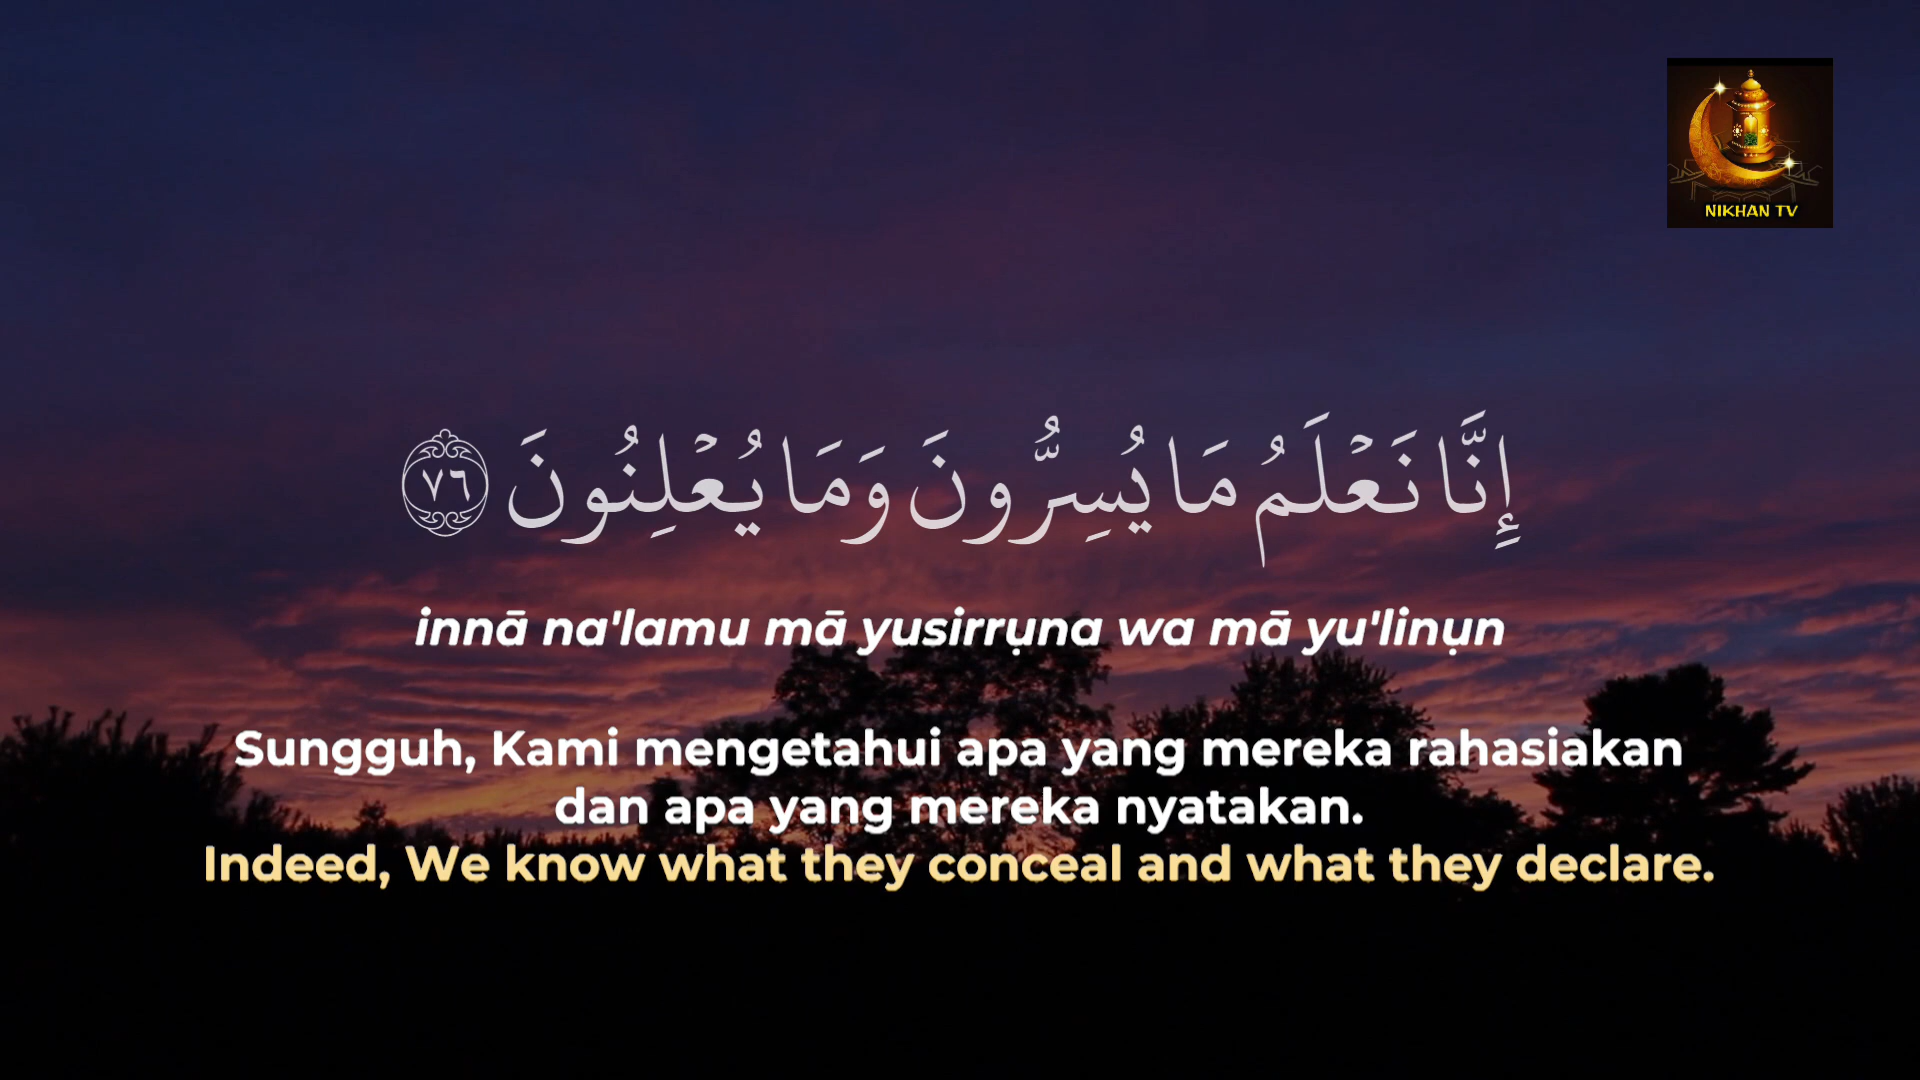 NIKHAN TV
إِنَّا نَعْلَمُ مَا يُسِرُّونَ وَمَا يُعْلِنُونَ ٧٦
innā na'lamu mā yusirrụna wa mā yu'linụn
Sungguh, Kami mengetahui apa yang mereka rahasiakan
dan apa yang mereka nyatakan.
Indeed, We know what they conceal and what they declare.